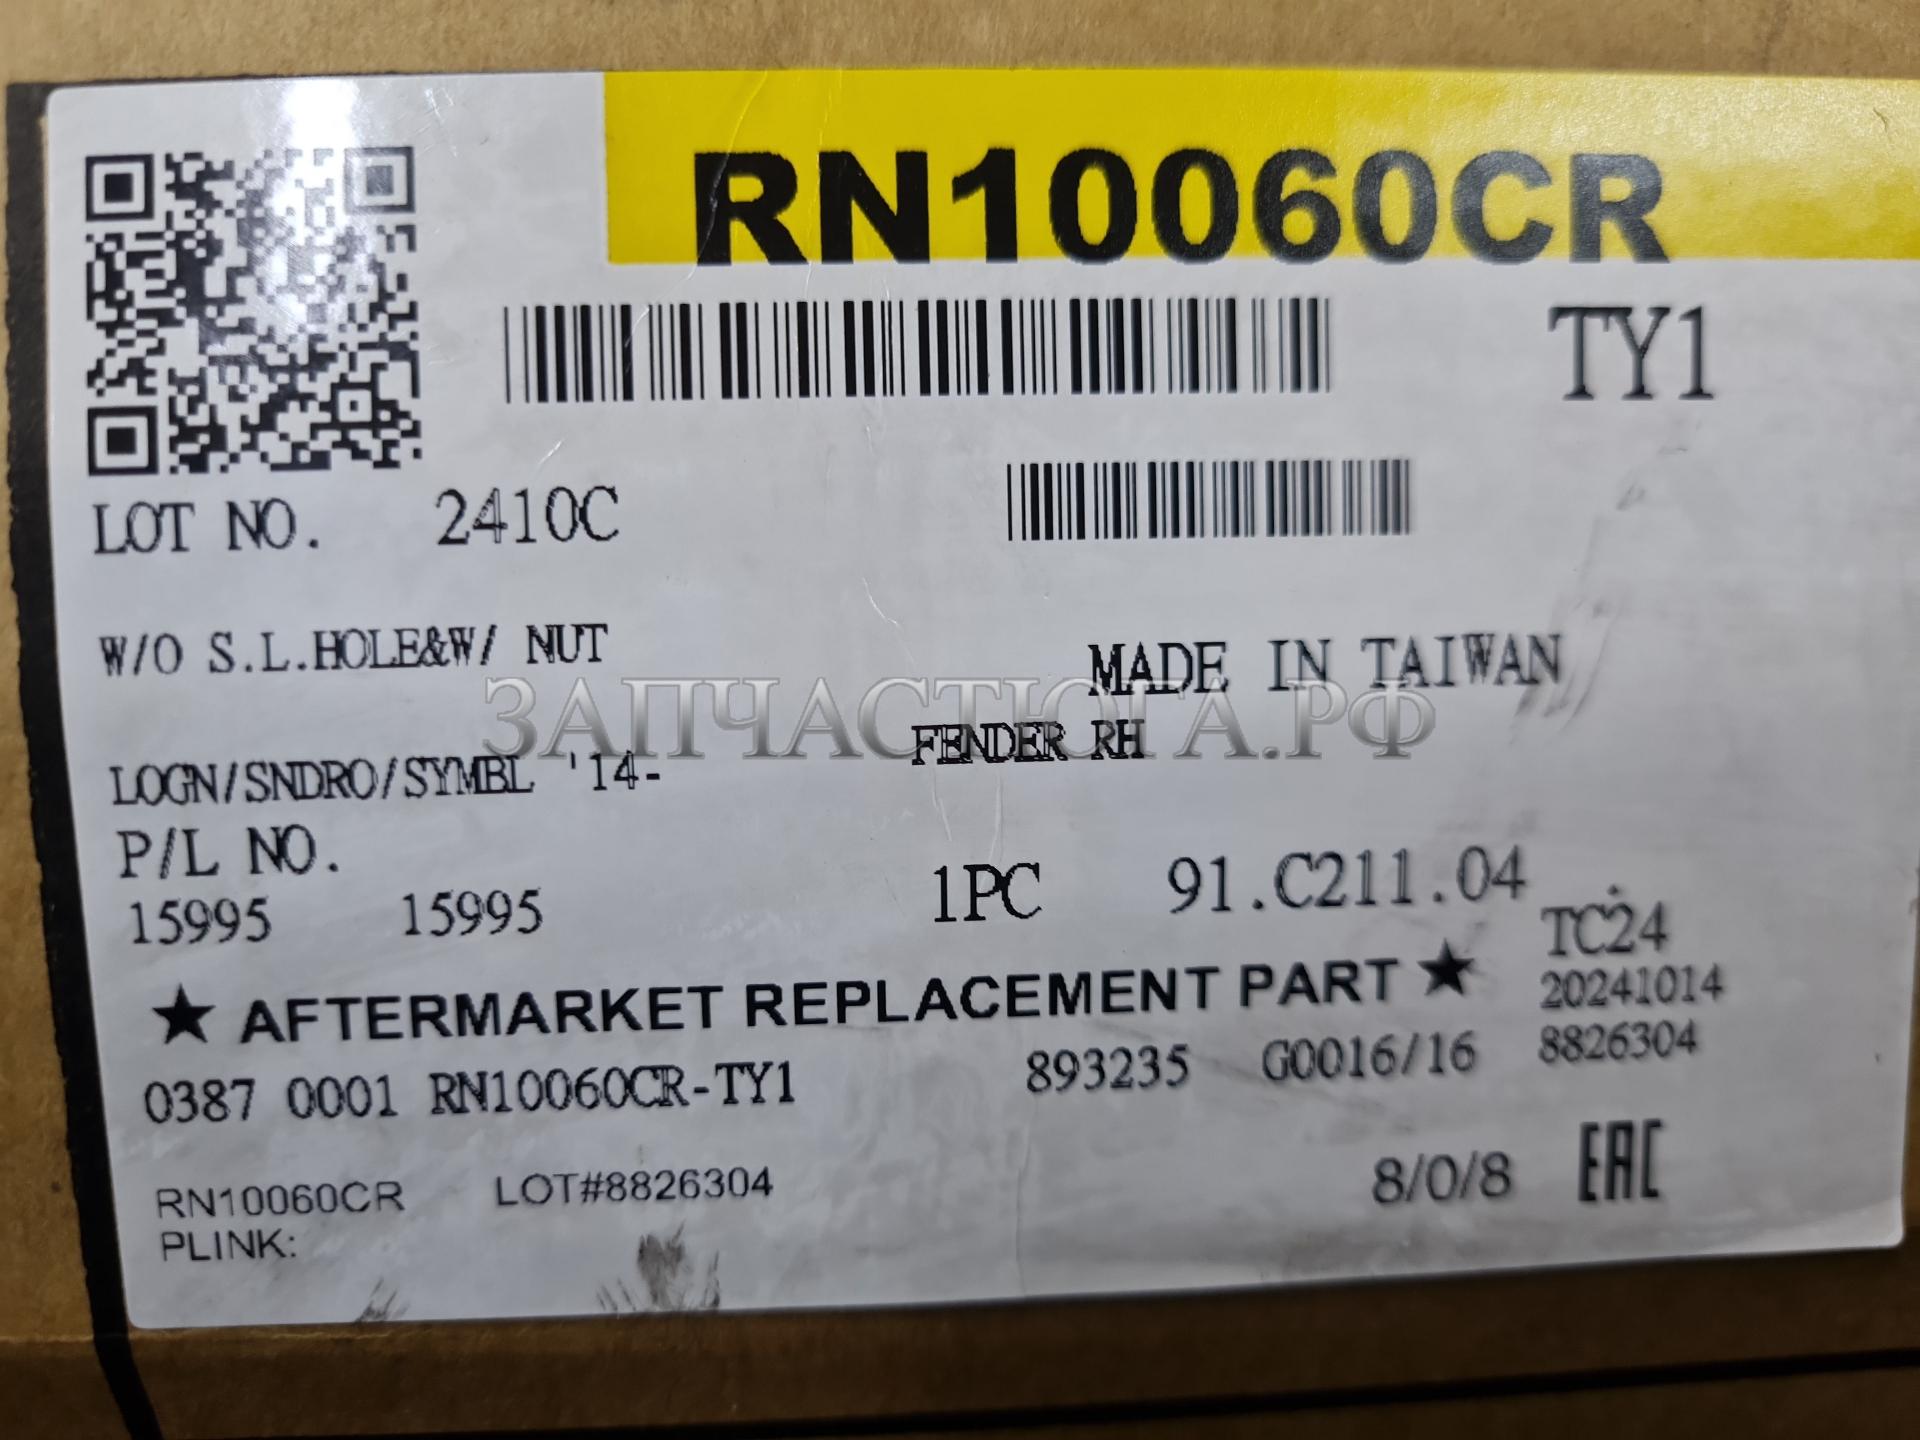 RN10060CR
TY1
LOT NO. 2410C
W/O S.L.HOLE&W/ NUT
MADE IN TAIWAN
ЗАПЧАСТЮГА.РФ
FENDER RH
LOGN/SNDRO/SYMBL '14-
P/L NO.
15995 15995
1PC 91.C211.04
TC24
★ AFTERMARKET REPLACEMENT PART ★
20241014
0387 0001 RN10060CR-TY1 893235 G0016/16 8826304
RN10060CR LOT#8826304 8/0/8 EAC
PLINK: